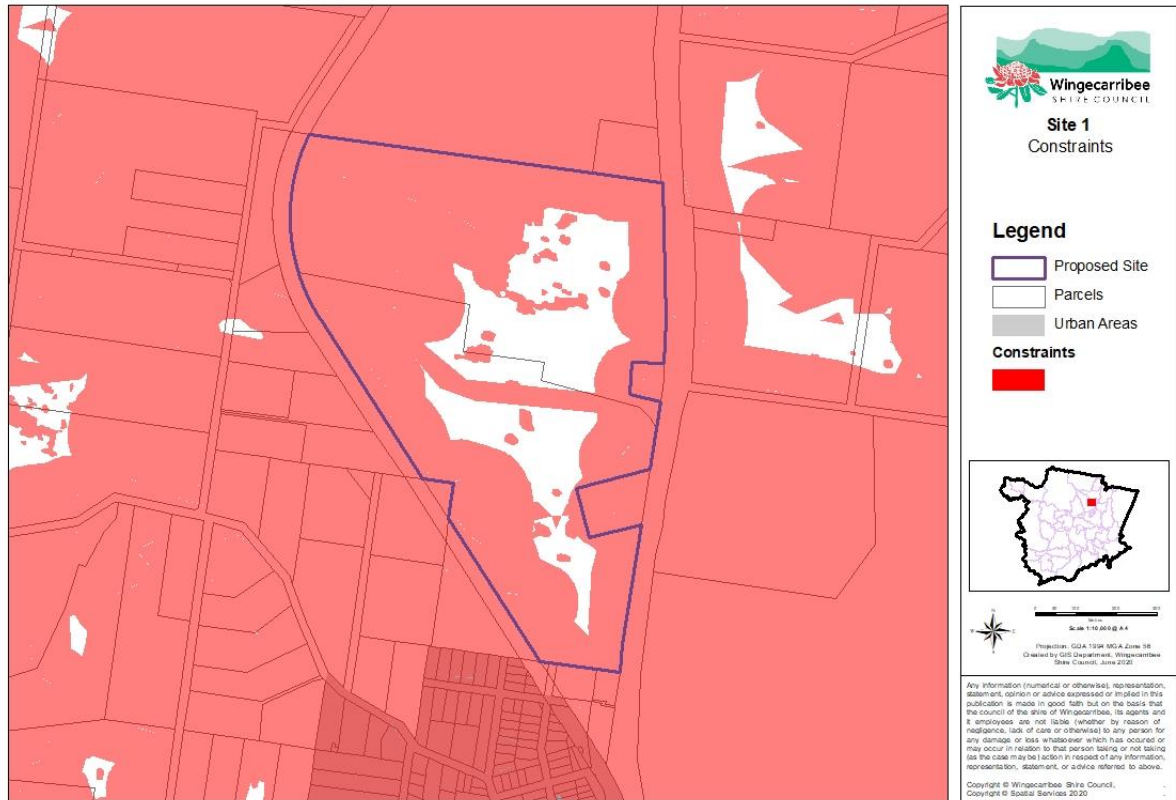 Wingecarribee
SHIRE COUNCIL
Site 1
Constraints
Legend
Proposed Site
Parcels
Urban Areas
Constraints
Scale 1:10,000 @ A4
Projection: GDA 1994 MGA Zone 56
Created by GIS Department, Wingecarribee
Shire Council, June 2020
Any information (numerical or otherwise), representation,
statement, opinion or advice expressed or implied in this
publication is made in good faith but on the basis that
the council of the shire of Wingecarribee, its agents and
it employees are not liable (whether by reason of
negligence, lack of care or otherwise) to any person for
any damage or loss whatsoever which has occured or
may occur in relation to that person taking or not taking
(as the case may be) action in respect of any information,
representation, statement, or advice referred to above.
Copyright © Wingecarribee Shire Council,
Copyright © Spatial Services 2020